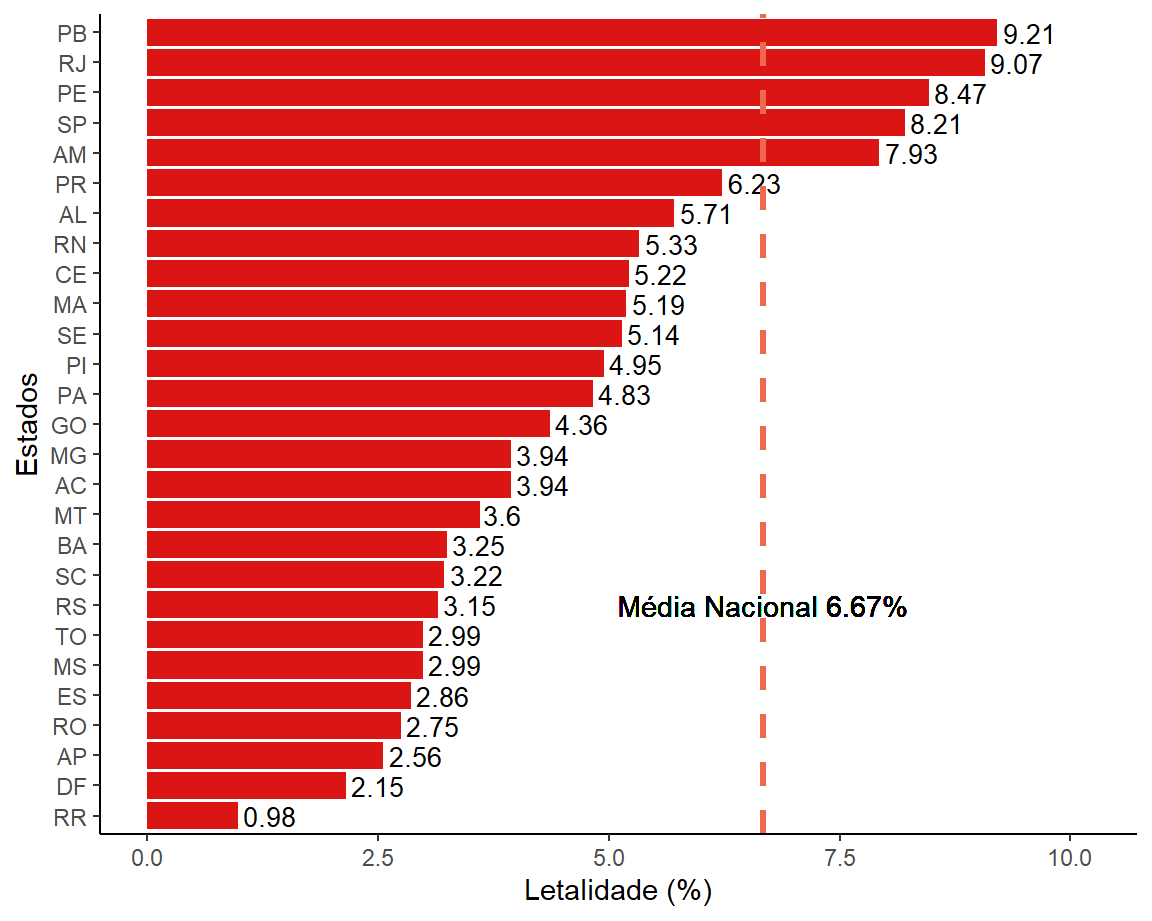 PB 9.21
RJ 9.07
PE 8.47
SP 8.21
AM 7.93
PR 6.23
AL 5.71
RN 5.33
CE 5.22
MA 5.19
SE 5.14
PI 4.95
PA 4.83
GO 4.36
MG 3.94
AC 3.94
MT 3.6
BA 3.25
SC 3.22
RS 3.15 Média Nacional 6.67%
TO 2.99
MS 2.99
ES 2.86
RO 2.75
AP 2.56
DF 2.15
RR 0.98
Estados
0.0 2.5 5.0 7.5 10.0
Letalidade (%)